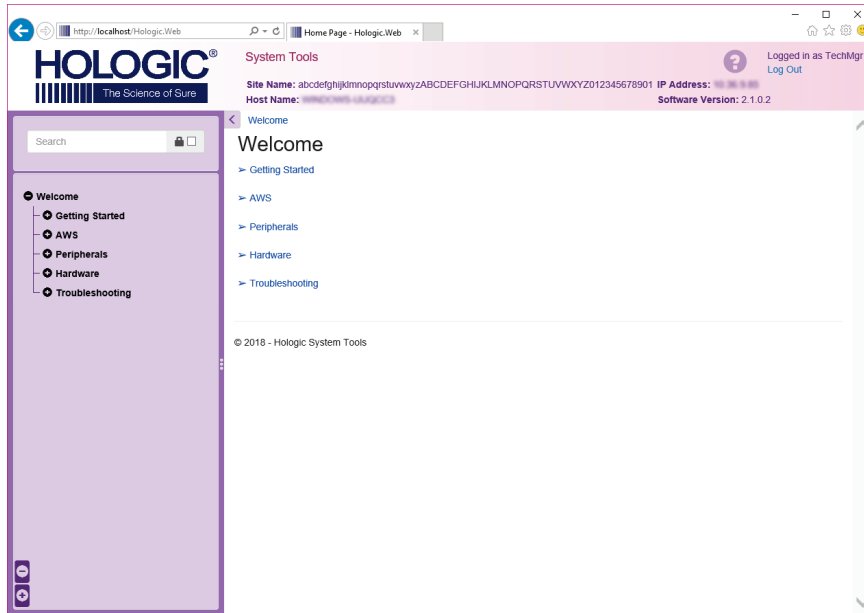 http://localhost/Hologic.Web
Home Page - Hologic.Web
HOLOGIC®
The Science of Sure
System Tools
Logged in as TechMgr
Log Out
Site Name: abcdefghijklmnopqrstuvwxyzABCDEFGHIJKLMNOPQRSTUVWXYZ012345678901 IP Address:
Host Name:
Software Version: 2.1.0.2
Search
Welcome
Getting Started
AWS
Peripherals
Hardware
Troubleshooting
Welcome
Welcome
➢ Getting Started
➢ AWS
➢ Peripherals
➢ Hardware
➢ Troubleshooting
© 2018 - Hologic System Tools